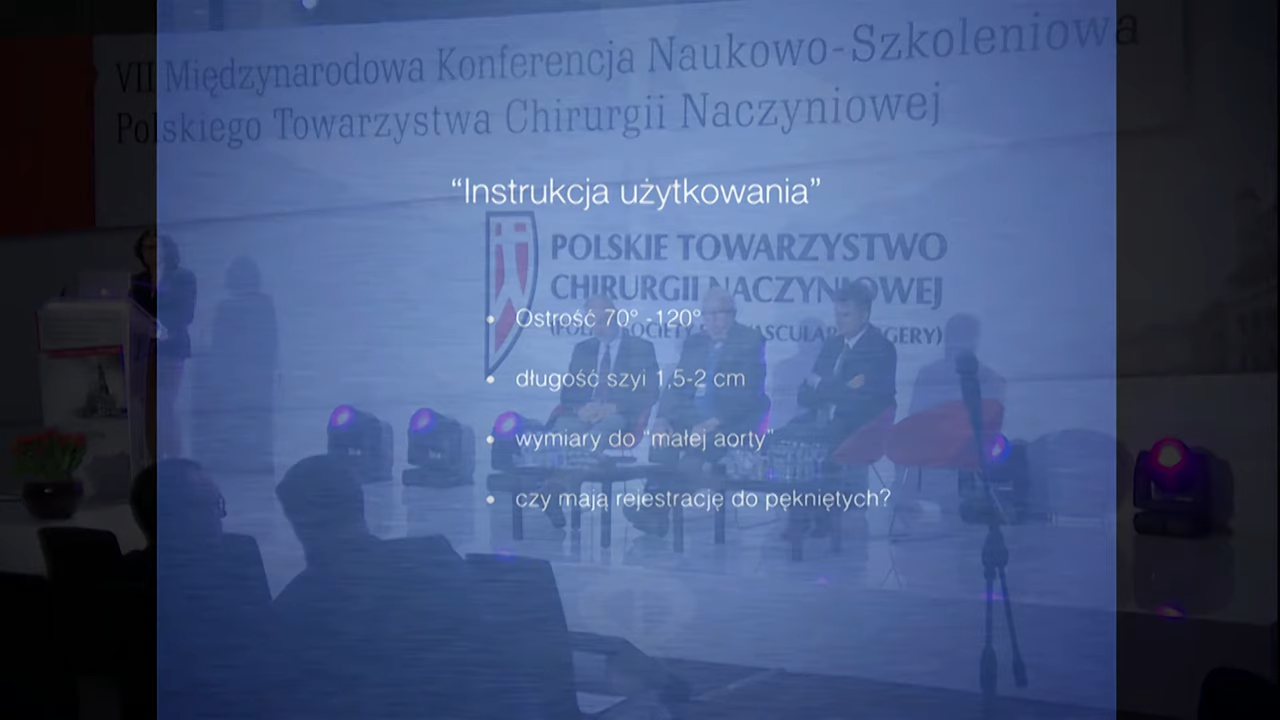 VII Międzynarodowa Konferencja Naukowo-Szkoleniowa
Polskiego Towarzystwa Chirurgii Naczyniowej
“Instrukcja użytkowania”
POLSKIE TOWARZYSTWO
CHIRURGII NACZYNIOWEJ
• Ostrość 70° -120°
• długość szyi 1,5-2 cm
• wymiary do “małej aorty”
• czy mają rejestrację do pękniętych?